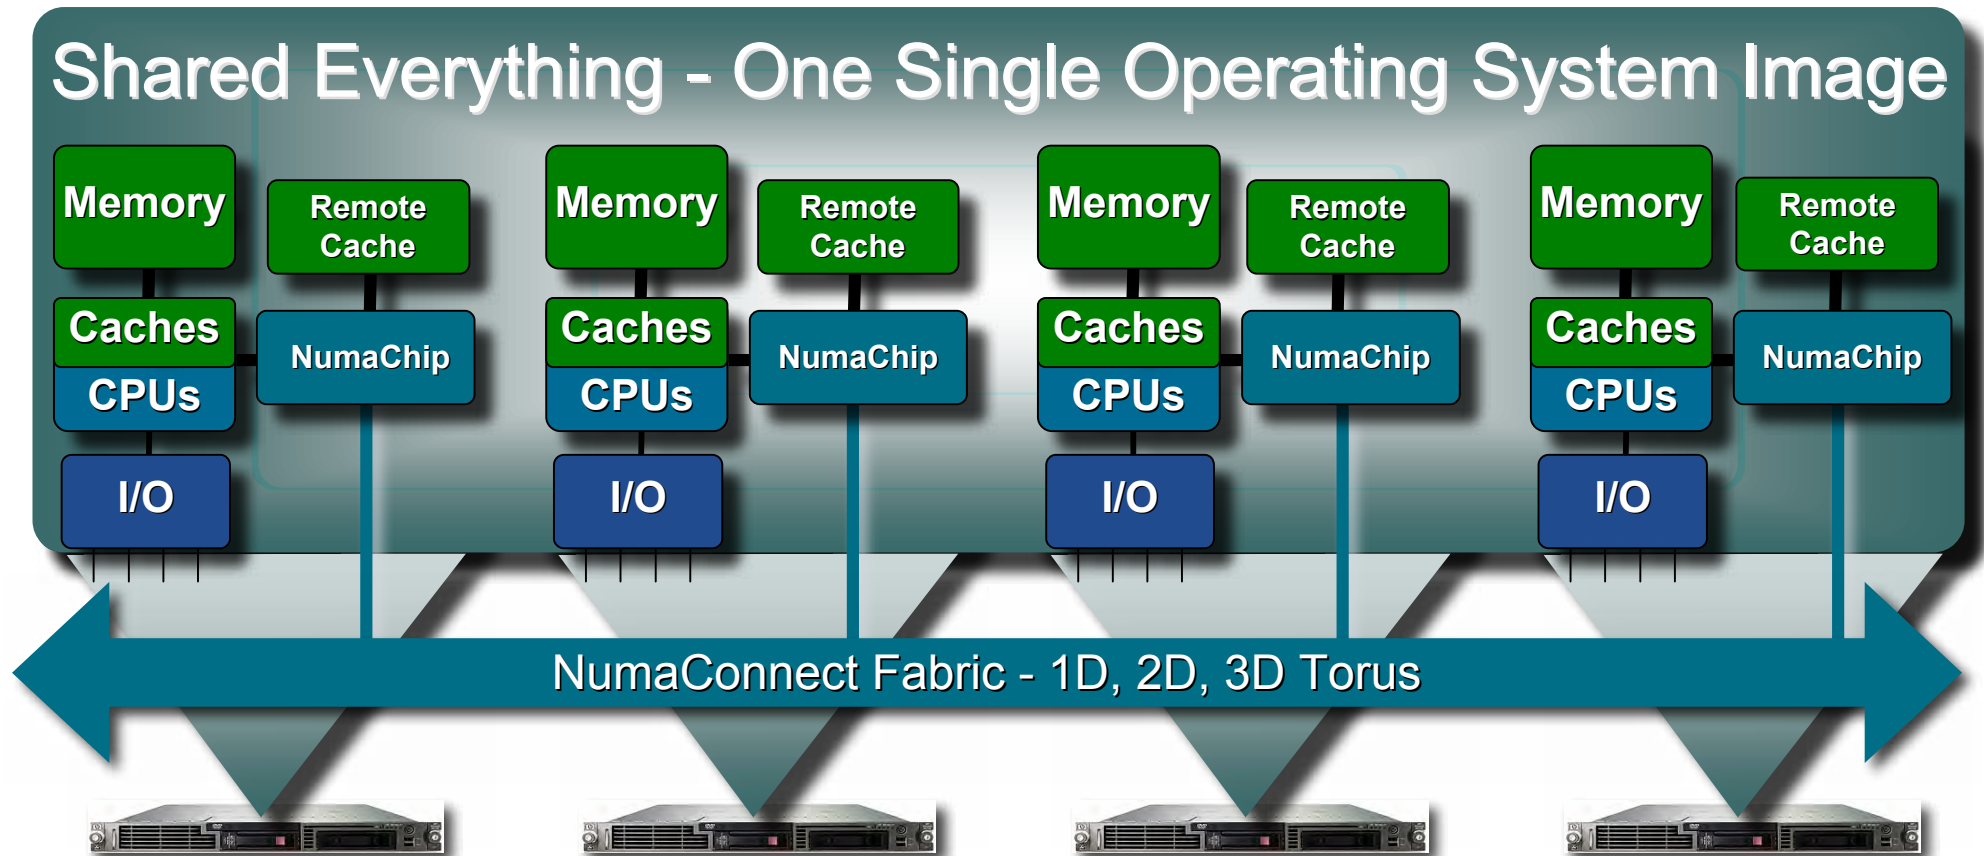 Shared Everything - One Single Operating System Image
Memory
Remote
Cache
Caches
NumaChip
CPUs
I/O
Memory
Remote
Cache
Caches
NumaChip
CPUs
I/O
Memory
Remote
Cache
Caches
NumaChip
CPUs
I/O
Memory
Remote
Cache
Caches
NumaChip
CPUs
I/O
NumaConnect Fabric - 1D, 2D, 3D Torus